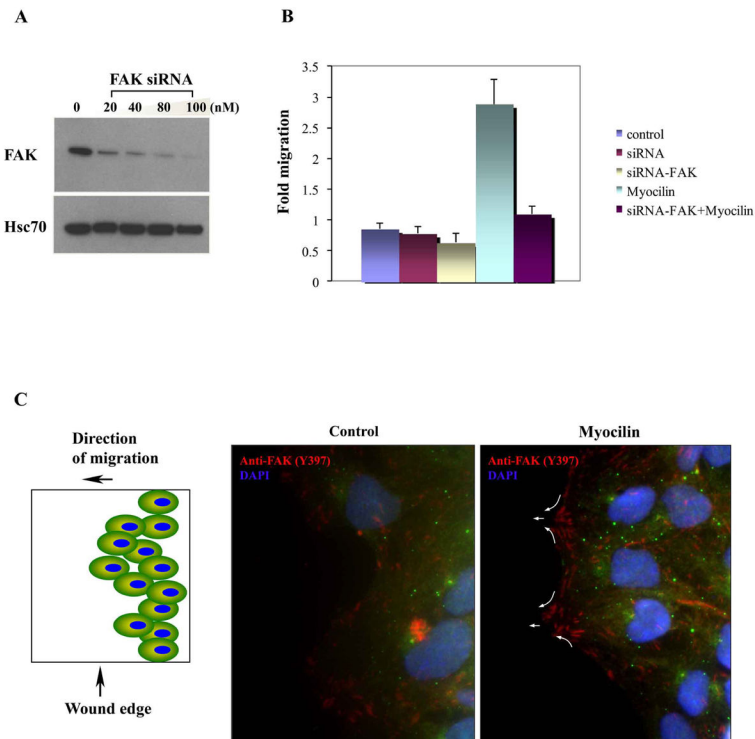 A
FAK siRNA
0 20 40 80 100 (nM)
FAK
Hsc70
B
Fold migration
3.5
3
2.5
2
1.5
1
0.5
0
control
siRNA
siRNA-FAK
Myocilin
siRNA-FAK+Myocilin
C
Direction
of migration
Wound edge
Control
Anti-FAK (Y397)
DAPI
Myocilin
Anti-FAK (Y397)
DAPI